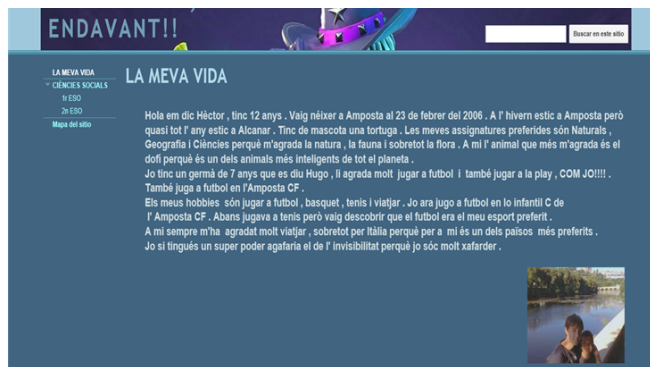 ENDAVANT!!
Buscar en este sitio
LA MEVA VIDA
CIÈNCIES SOCIALS
1r ESO
2n ESO
Mapa del sitio
LA MEVA VIDA
Hola em dic Hèctor , tinc 12 anys . Vaig néixer a Amposta al 23 de febrer del 2006 . A l' hivern estic a Amposta però
quasi tot l' any estic a Alcanar . Tinc de mascota una tortuga . Les meves assignatures preferides són Naturals ,
Geografia i Ciències perquè m'agrada la natura , la fauna i sobretot la flora . A mi l' animal que més m'agrada és el
dofí perquè és un dels animals més inteligents de tot el planeta .
Jo tinc un germà de 7 anys que es diu Hugo , li agrada molt jugar a futbol i també jugar a la play , COM JO!!!! .
També juga a futbol en l'Amposta CF .
Els meus hobbies són jugar a futbol , basquet , tenis i viatjar . Jo ara jugo a futbol en lo infantil C de
l' Amposta CF . Abans jugava a tenis però vaig descobrir que el futbol era el meu esport preferit .
A mi sempre m'ha agradat molt viatjar , sobretot per Itàlia perquè per a mi és un dels països més preferits .
Jo si tingués un super poder agafaria el de l' invisibilitat perquè jo sóc molt xafarder .